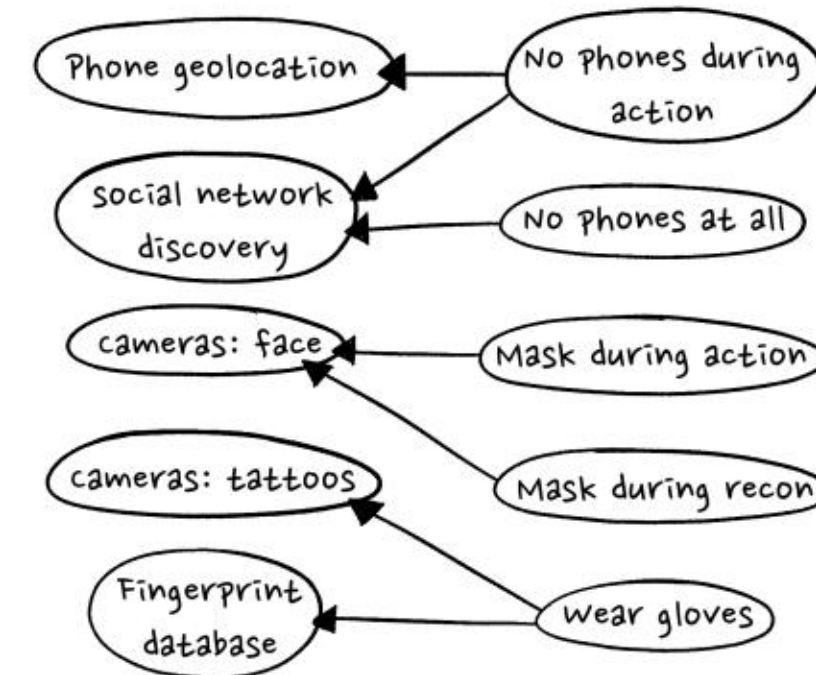 Phone geolocation
No phones during
action
social network
discovery
No phones at all
cameras: face
Mask during action
cameras: tattoos
Mask during recon
Fingerprint
database
wear gloves